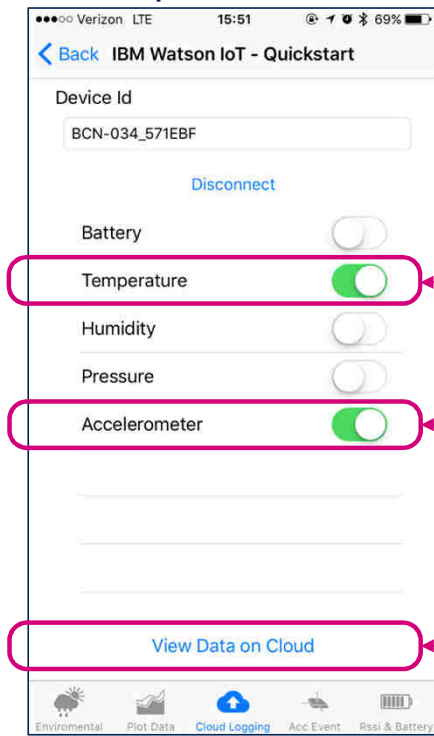 Verizon LTE 15:51 69%
Back IBM Watson IoT - Quickstart
Device Id
BCN-034_571EBF
Disconnect
Battery
Temperature
Humidity
Pressure
Accelerometer
View Data on Cloud
Enviromental Plot Data Cloud Logging Acc Event Rssi & Battery